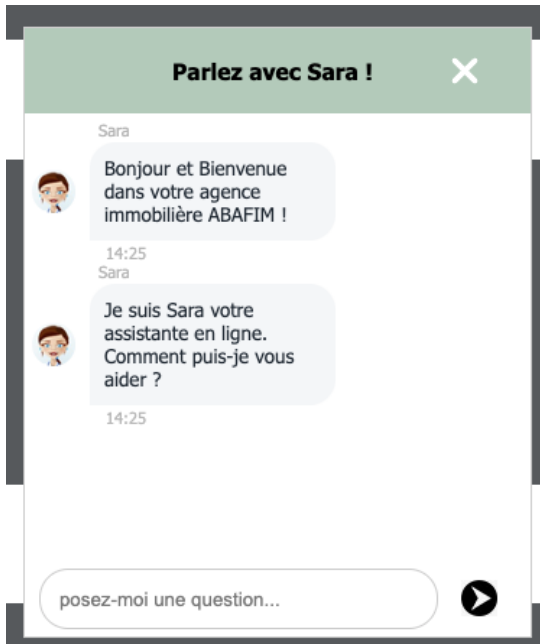 Parlez avec Sara !
Sara
Bonjour et Bienvenue
dans votre agence
immobilière ABAFIM !
14:25
Sara
Je suis Sara votre
assistante en ligne.
Comment puis-je vous
aider ?
14:25
posez-moi une question...